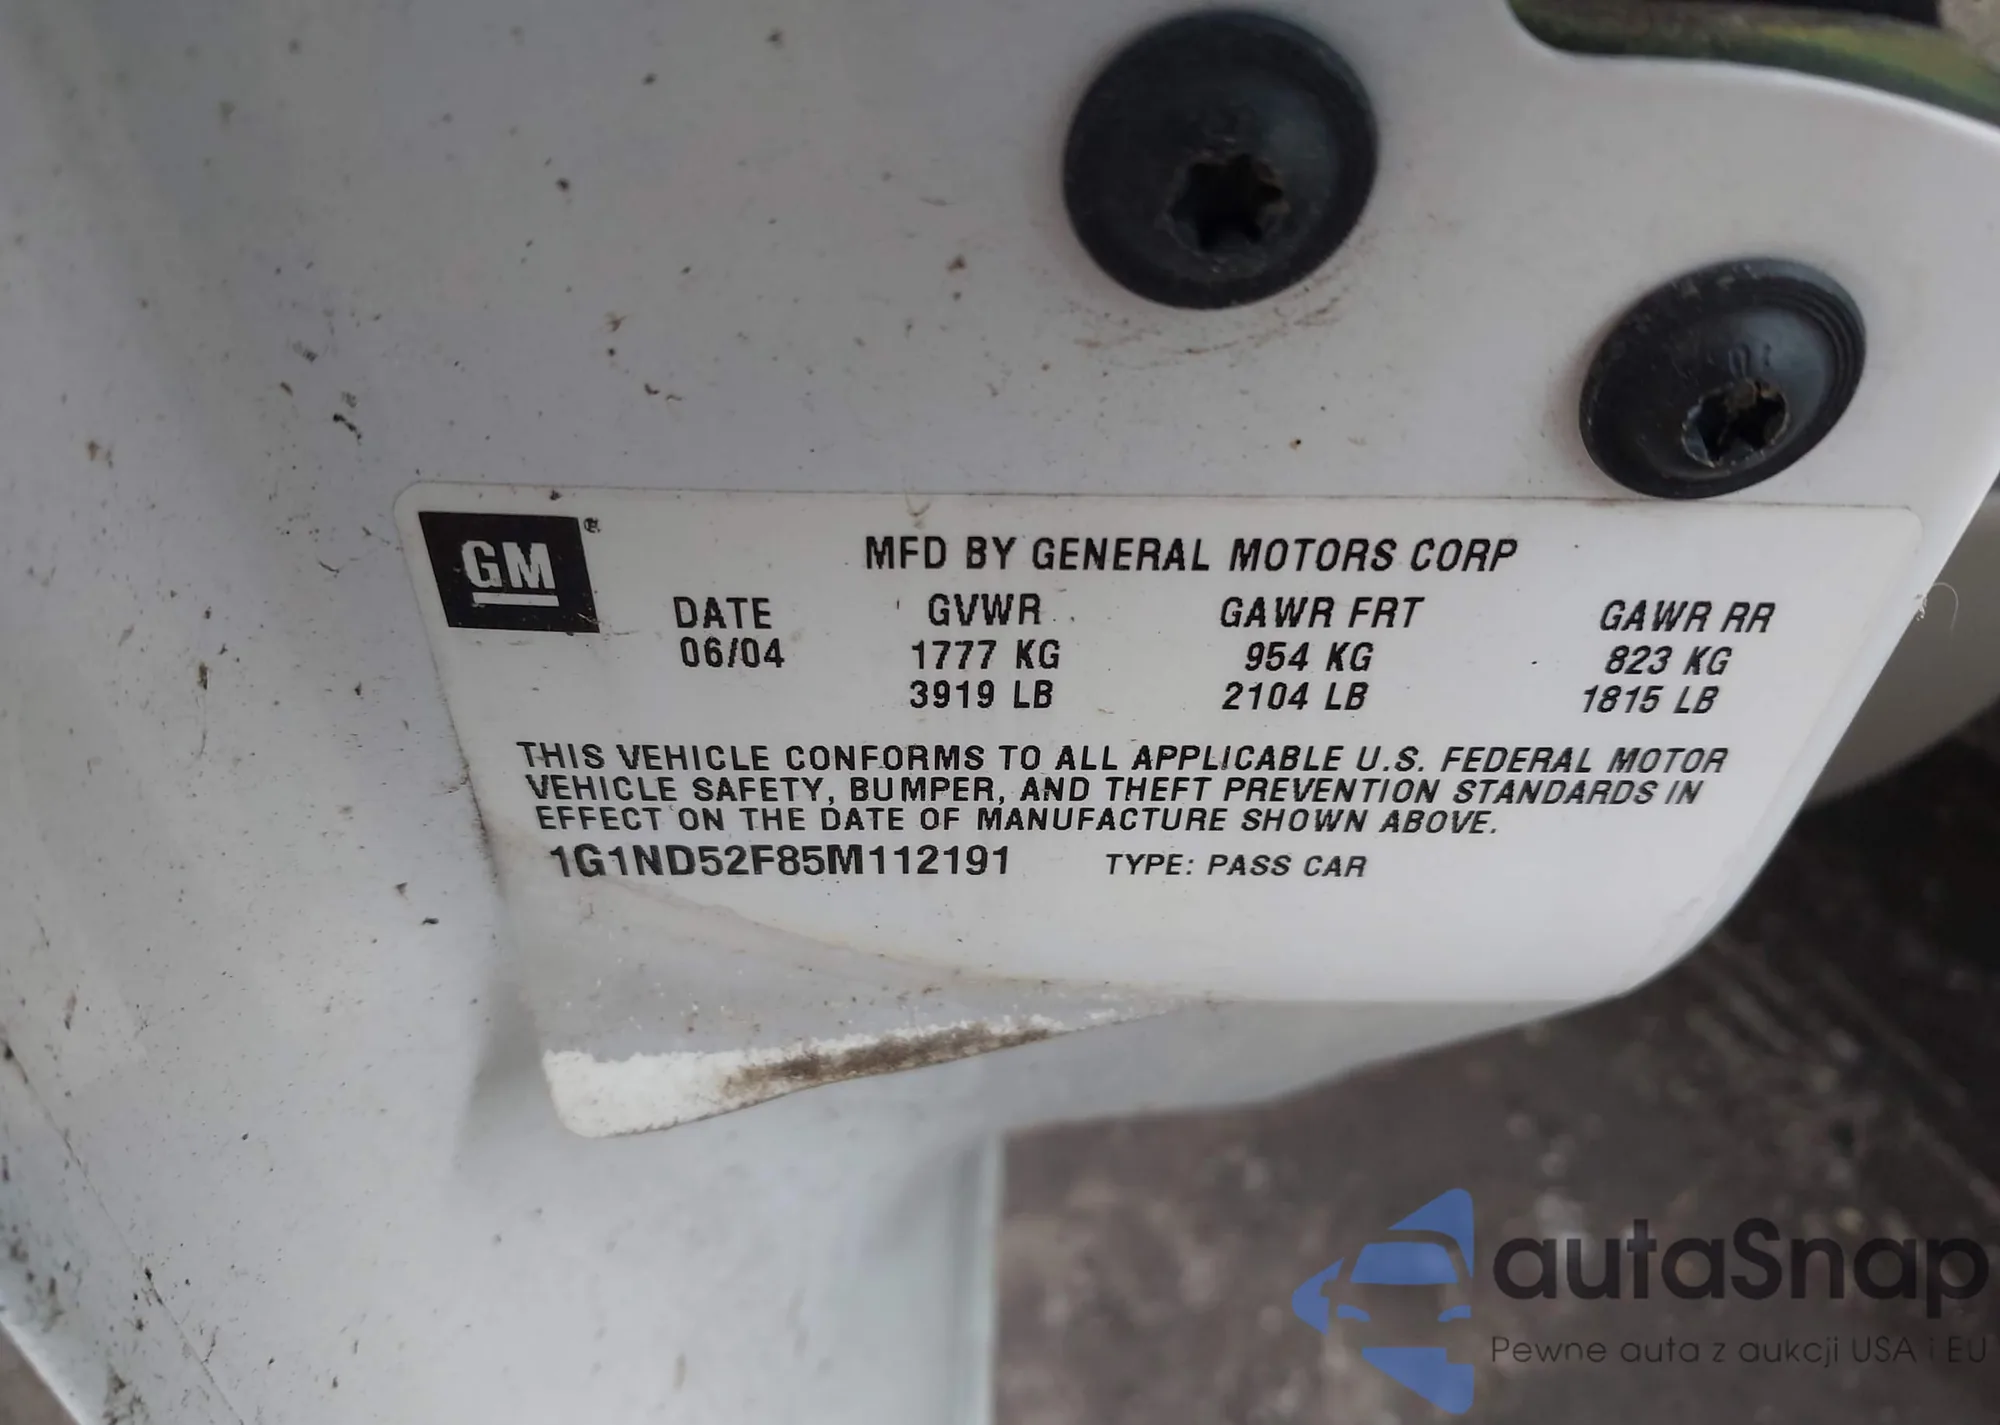 GM®
MFD BY GENERAL MOTORS CORP
DATE GVWR GAWR FRT GAWR RR
06/04 1777 KG 954 KG 823 KG
3919 LB 2104 LB 1815 LB
THIS VEHICLE CONFORMS TO ALL APPLICABLE U.S. FEDERAL MOTOR
VEHICLE SAFETY, BUMPER, AND THEFT PREVENTION STANDARDS IN
EFFECT ON THE DATE OF MANUFACTURE SHOWN ABOVE.
1G1ND52F85M112191 TYPE: PASS CAR
autaSnap
Pewne auta z aukcji USA i EU